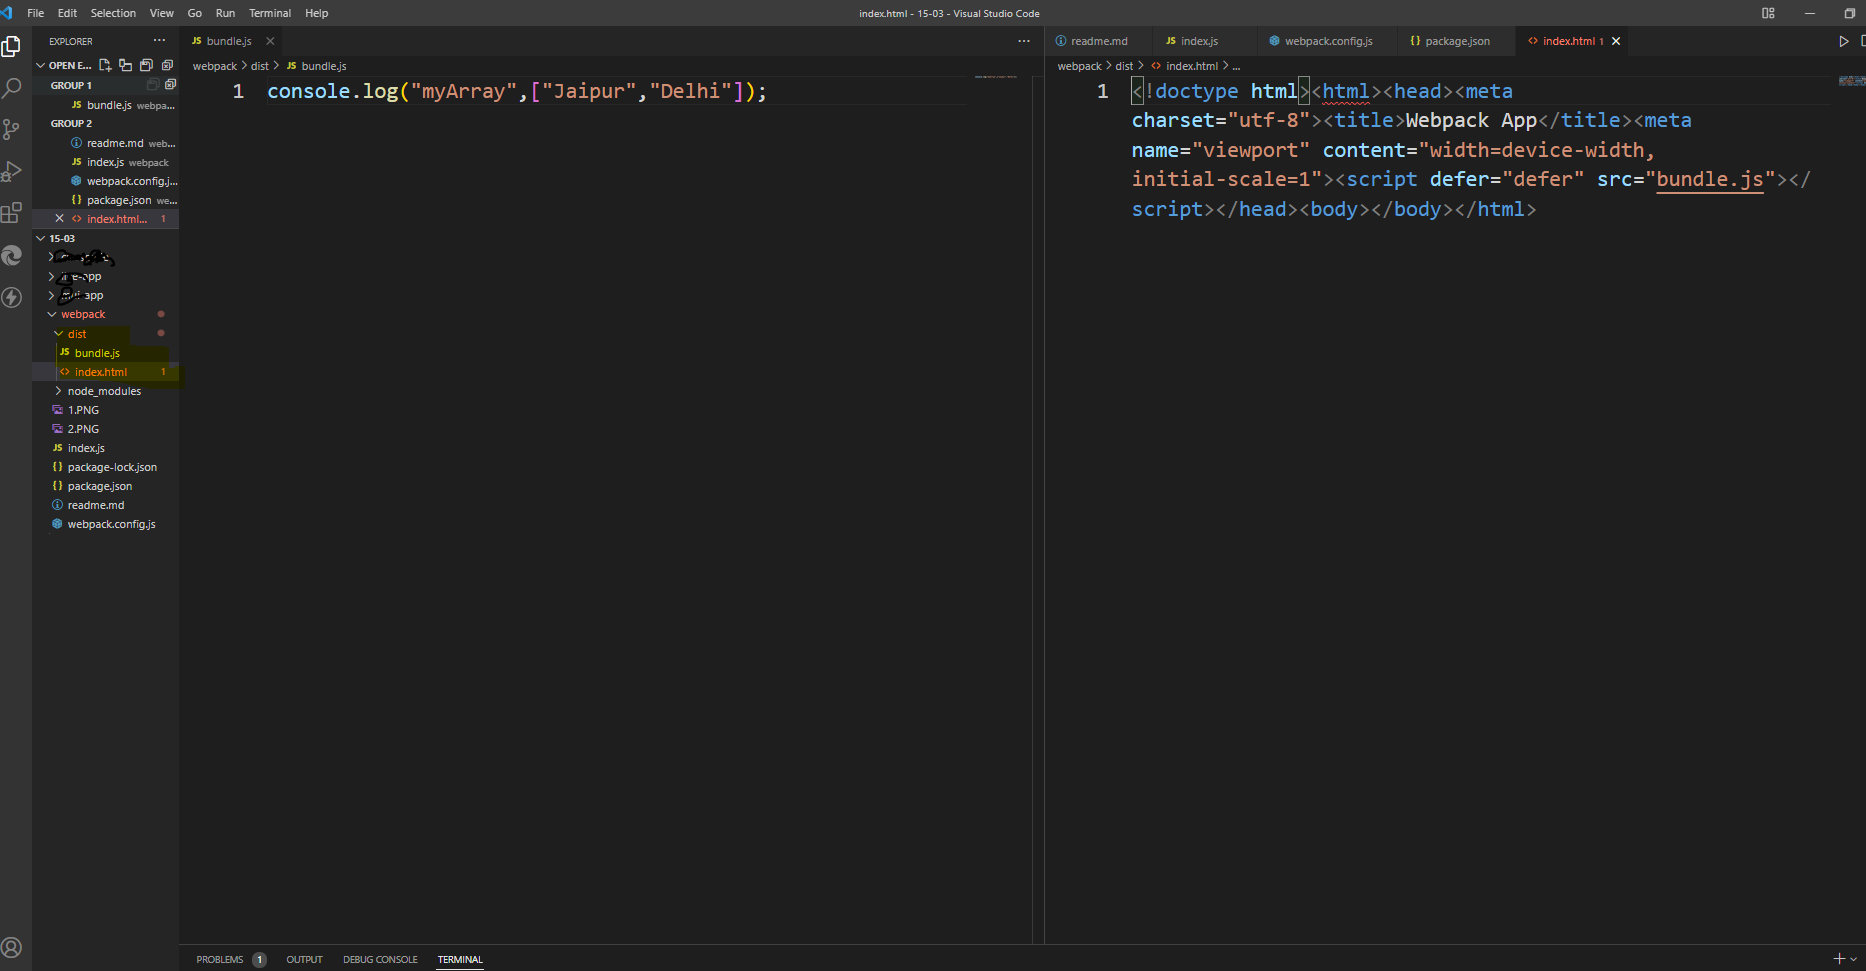 File Edit Selection View Go Run Terminal Help
index.html - 15-03 - Visual Studio Code
EXPLORER ...
OPEN E...
GROUP 1
JS bundle.js webpa...
GROUP 2
readme.md web...
JS index.js webpack
webpack.config.j...
{} package.json we...
<> index.html... 1
15-03
app
app
webpack
dist
JS bundle.js
<> index.html 1
node_modules
1.PNG
2.PNG
JS index.js
{} package-lock.json
{} package.json
readme.md
webpack.config.js
JS bundle.js
...
webpack > dist > JS bundle.js
1 console.log("myArray",["Jaipur","Delhi"]);
readme.md JS index.js webpack.config.js {} package.json <> index.html 1
webpack > dist > <> index.html > ...
1 <!doctype html><html><head><meta
charset="utf-8"><title>Webpack App</title><meta
name="viewport" content="width=device-width,
initial-scale=1"><script defer="defer" src="bundle.js"></
script></head><body></body></html>
PROBLEMS 1 OUTPUT DEBUG CONSOLE TERMINAL